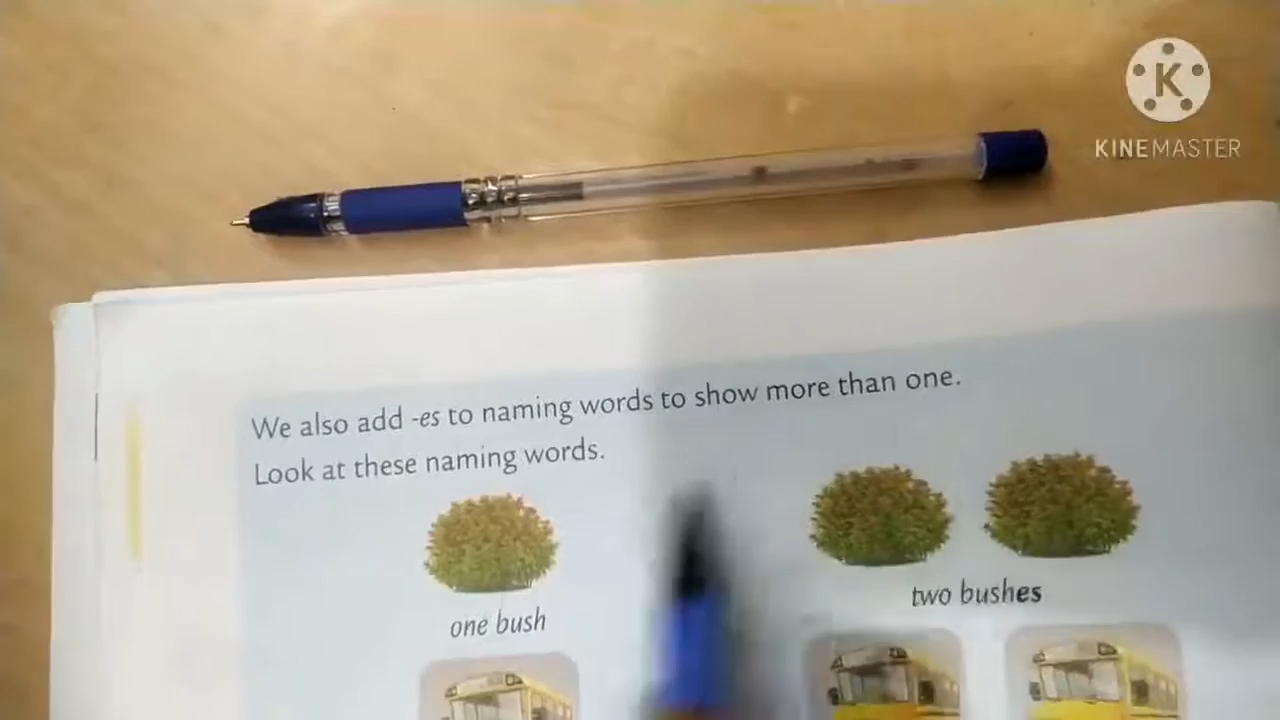 K
KINEMASTER
We also add -es to naming words to show more than one.
Look at these naming words.
one bush
two bushes